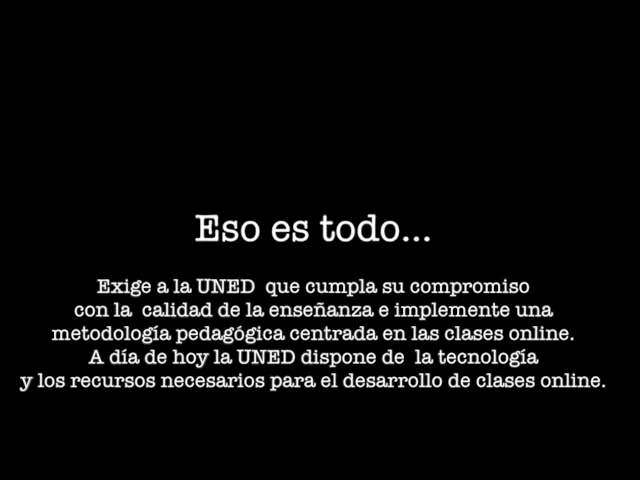 Eso es todo...
Exige a la UNED que cumpla su compromiso
con la calidad de la enseñanza e implemente una
metodología pedagógica centrada en las clases online.
A día de hoy la UNED dispone de la tecnología
y los recursos necesarios para el desarrollo de clases online.